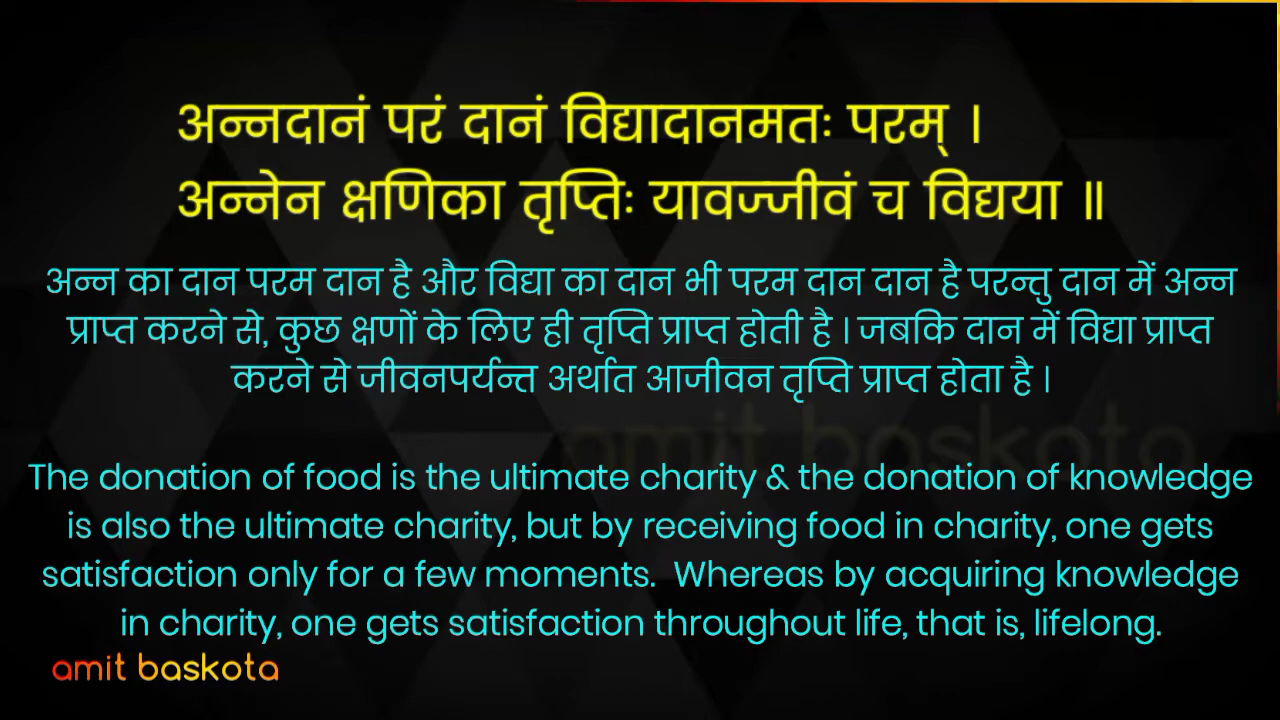 अन्नदानं परं दानं विद्यादानमतः परम् ।
अन्नेन क्षणिका तृप्तिः यावज्जीवं च विद्यया ॥
अन्न का दान परम दान है और विद्या का दान भी परम दान दान है परन्तु दान में अन्न
प्राप्त करने से, कुछ क्षणों के लिए ही तृप्ति प्राप्त होती है । जबकि दान में विद्या प्राप्त
करने से जीवनपर्यन्त अर्थात आजीवन तृप्ति प्राप्त होता है ।
amit baskota
The donation of food is the ultimate charity & the donation of knowledge
is also the ultimate charity, but by receiving food in charity, one gets
satisfaction only for a few moments.  Whereas by acquiring knowledge
in charity, one gets satisfaction throughout life, that is, lifelong.
amit baskota